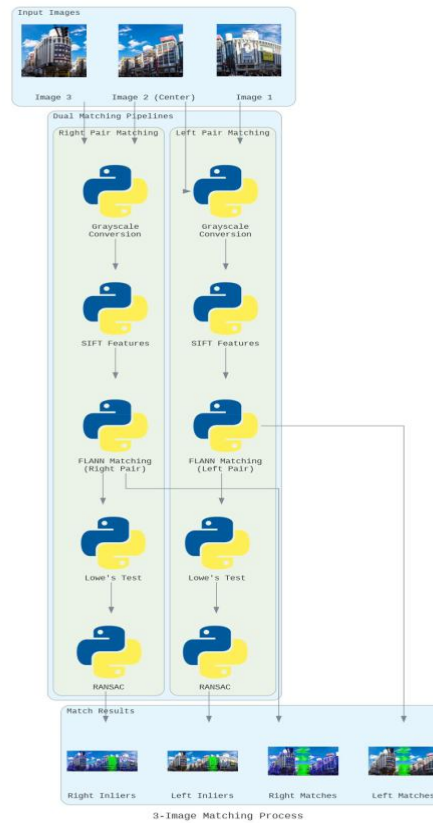 Input Images
Image 3
Image 2 (Center)
Image 1
Dual Matching Pipelines
Right Pair Matching
Left Pair Matching
Grayscale
Conversion
Grayscale
Conversion
SIFT Features
SIFT Features
FLANN Matching
(Right Pair)
FLANN Matching
(Left Pair)
Lowe's Test
Lowe's Test
RANSAC
RANSAC
Match Results
Right Inliers
Left Inliers
Right Matches
Left Matches
3-Image Matching Process